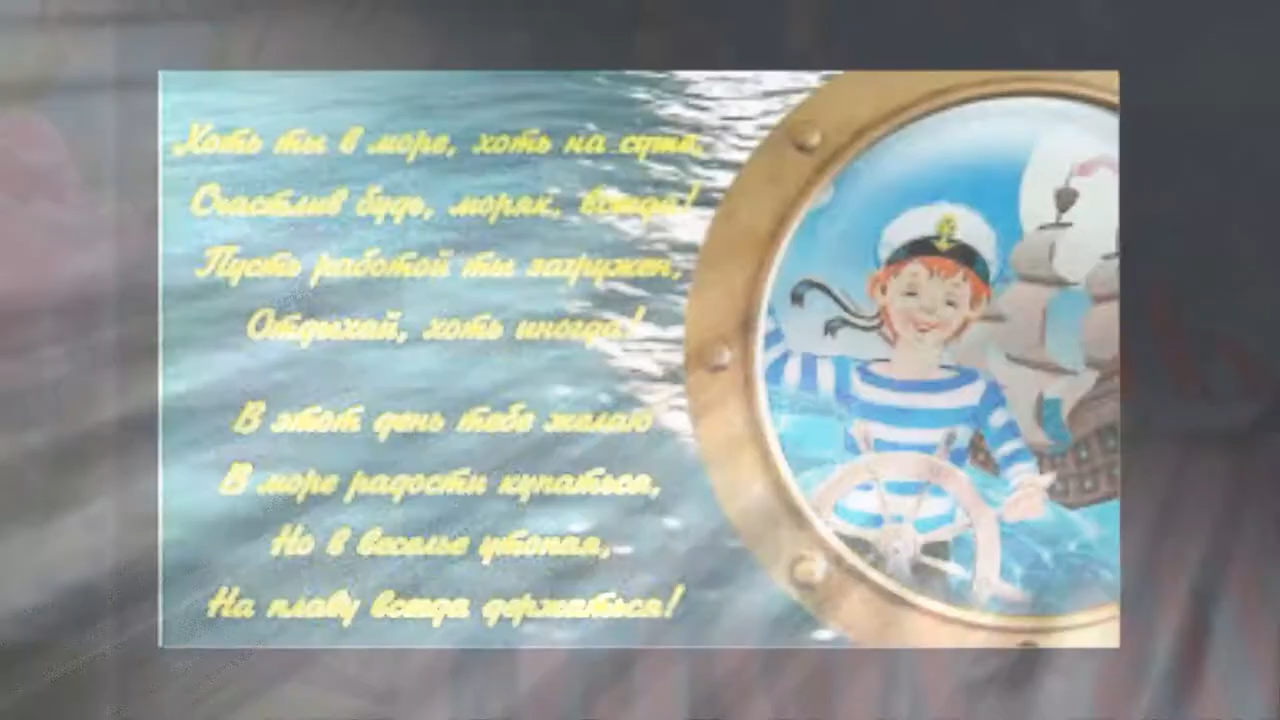 Хоть ты в море, хоть на суше,
Счастлив будь, моряк, всегда!
Пусть работой ты загружен,
Отдыхай, хоть иногда!
В этот день тебе желаю
В море радости купаться,
Но в веселье утопая,
На плаву всегда держаться!